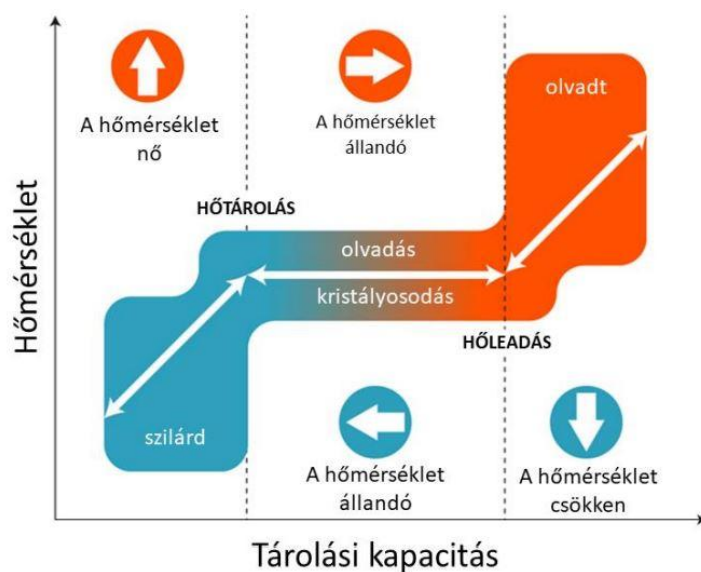 A hőmérséklet
nő
A hőmérséklet
állandó
olvadt
HŐTÁROLÁS
olvadás
kristályosodás
HŐLEADÁS
szilárd
A hőmérséklet
állandó
A hőmérséklet
csökken
Hőmérséklet
Tárolási kapacitás